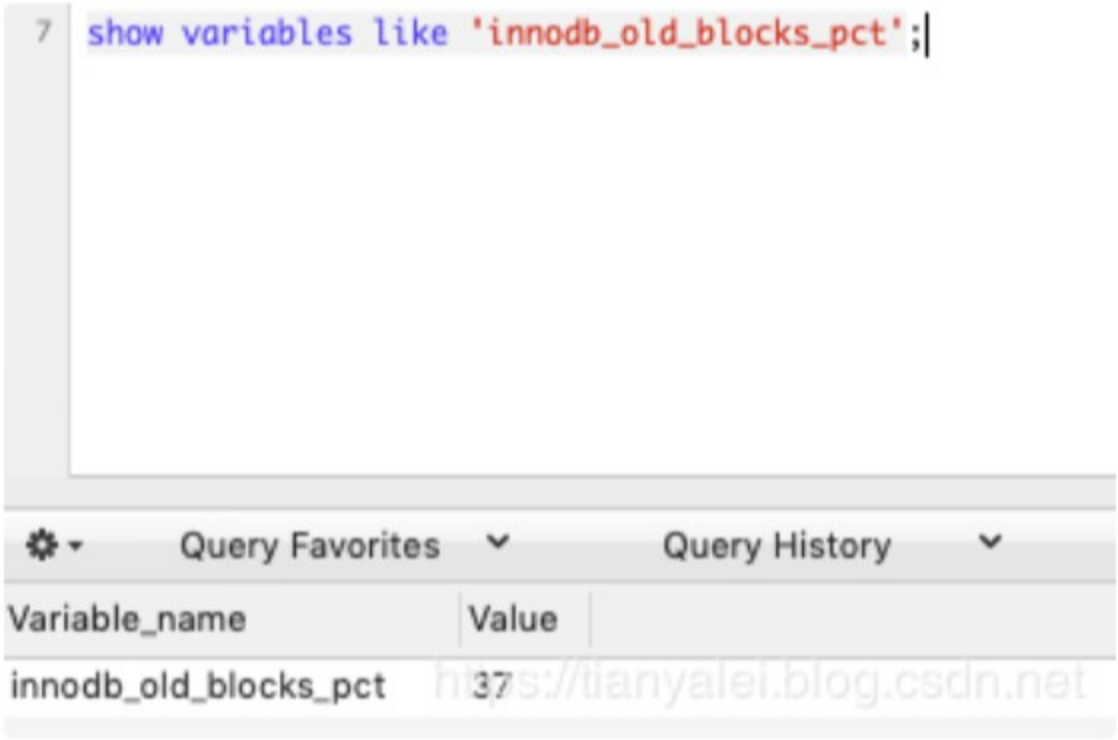 7 show variables like 'innodb_old_blocks_pct';
Query Favorites Query History
Variable_name Value
innodb_old_blocks_pct 37
https://tianyalei.blog.csdn.net